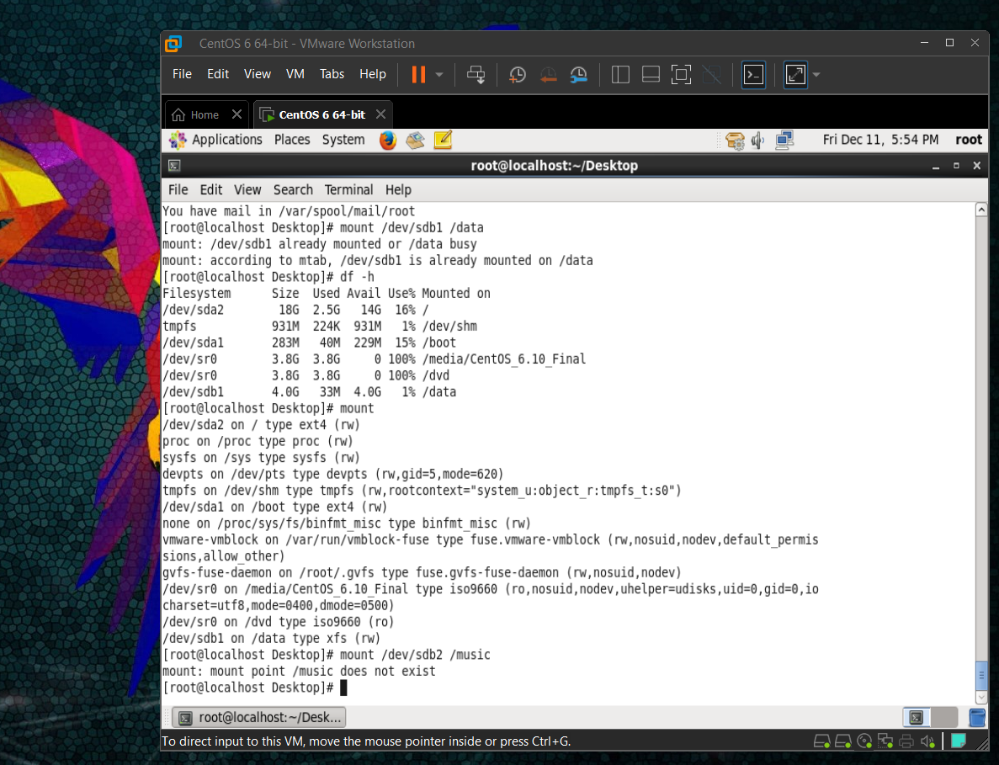 CentOS 6 64-bit - VMware Workstation
File Edit View VM Tabs Help
Home CentOS 6 64-bit
Applications Places System Fri Dec 11, 5:54 PM root
root@localhost:~/Desktop
File Edit View Search Terminal Help
You have mail in /var/spool/mail/root
[root@localhost Desktop]# mount /dev/sdb1 /data
mount: /dev/sdb1 already mounted or /data busy
mount: according to mtab, /dev/sdb1 is already mounted on /data
[root@localhost Desktop]# df -h
Filesystem      Size  Used Avail Use% Mounted on
/dev/sda2        18G  2.5G   14G  16% /
tmpfs           931M  224K  931M   1% /dev/shm
/dev/sda1       283M   40M  229M  15% /boot
/dev/sr0        3.8G  3.8G     0 100% /media/CentOS_6.10_Final
/dev/sr0        3.8G  3.8G     0 100% /dvd
/dev/sdb1       4.0G   33M  4.0G   1% /data
[root@localhost Desktop]# mount
/dev/sda2 on / type ext4 (rw)
proc on /proc type proc (rw)
sysfs on /sys type sysfs (rw)
devpts on /dev/pts type devpts (rw,gid=5,mode=620)
tmpfs on /dev/shm type tmpfs (rw,rootcontext="system_u:object_r:tmpfs_t:s0")
/dev/sda1 on /boot type ext4 (rw)
none on /proc/sys/fs/binfmt_misc type binfmt_misc (rw)
vmware-vmblock on /var/run/vmblock-fuse type fuse.vmware-vmblock (rw,nosuid,nodev,default_permis
sions,allow_other)
gvfs-fuse-daemon on /root/.gvfs type fuse.gvfs-fuse-daemon (rw,nosuid,nodev)
/dev/sr0 on /media/CentOS_6.10_Final type iso9660 (ro,nosuid,nodev,uhelper=udisks,uid=0,gid=0,io
charset=utf8,mode=0400,dmode=0500)
/dev/sr0 on /dvd type iso9660 (ro)
/dev/sdb1 on /data type xfs (rw)
[root@localhost Desktop]# mount /dev/sdb2 /music
mount: mount point /music does not exist
[root@localhost Desktop]#
root@localhost:~/Desk...
To direct input to this VM, move the mouse pointer inside or press Ctrl+G.